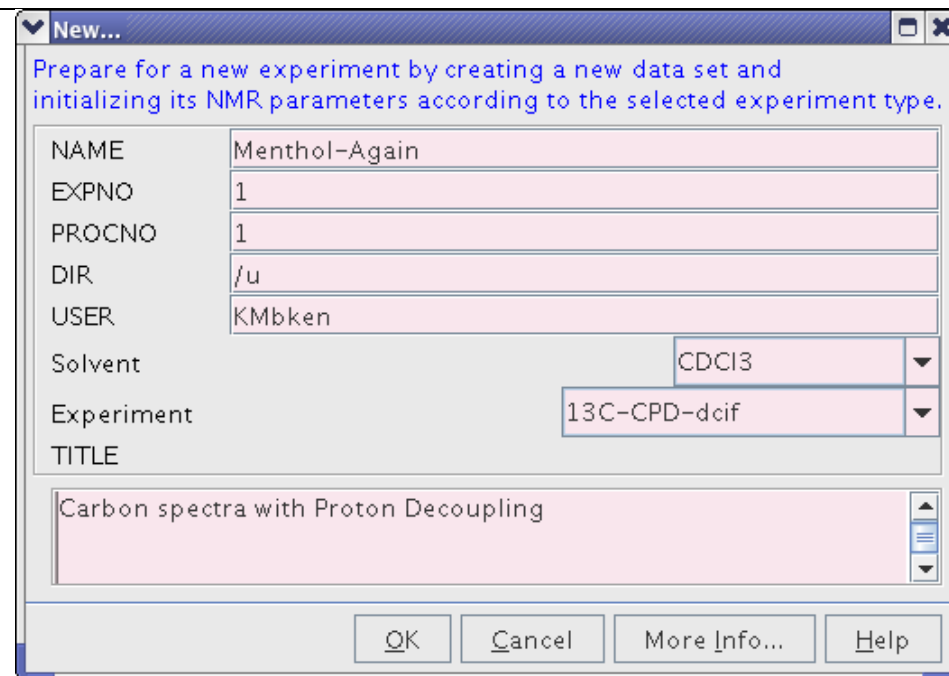 New...
Prepare for a new experiment by creating a new data set and
initializing its NMR parameters according to the selected experiment type.
NAME Menthol-Again
EXPNO 1
PROCNO 1
DIR /u
USER KMbken
Solvent CDCl3
Experiment 13C-CPD-dcif
TITLE
Carbon spectra with Proton Decoupling
OK Cancel More Info... Help